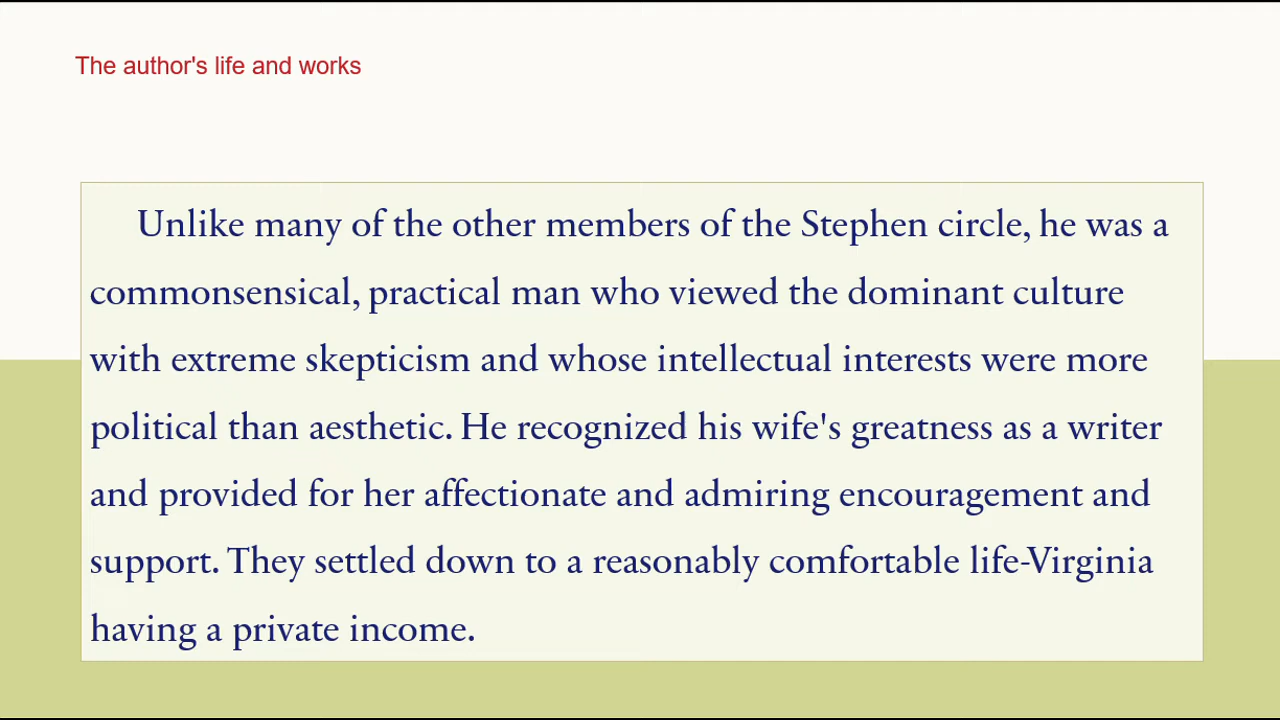 The author's life and works
Unlike many of the other members of the Stephen circle, he was a
commonsensical, practical man who viewed the dominant culture
with extreme skepticism and whose intellectual interests were more
political than aesthetic. He recognized his wife's greatness as a writer
and provided for her affectionate and admiring encouragement and
support. They settled down to a reasonably comfortable life-Virginia
having a private income.